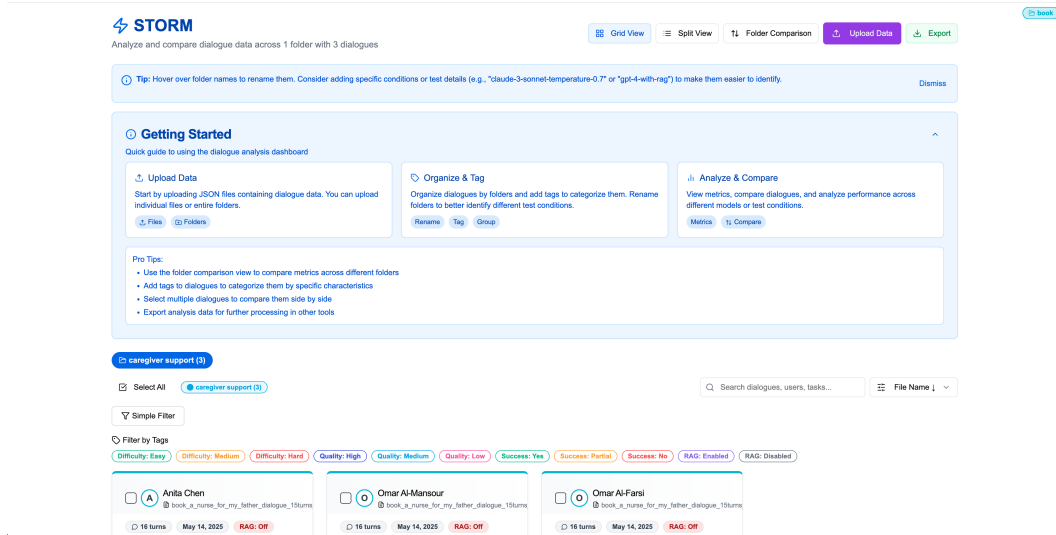 book
STORM
Analyze and compare dialogue data across 1 folder with 3 dialogues
Grid View
Split View
Folder Comparison
Upload Data
Export
Tip: Hover over folder names to rename them. Consider adding specific conditions or test details (e.g., "claude-3-sonnet-temperature-0.7" or "gpt-4-with-rag") to make them easier to identify.
Dismiss
Getting Started
Quick guide to using the dialogue analysis dashboard
Upload Data
Start by uploading JSON files containing dialogue data. You can upload
individual files or entire folders.
Files
Folders
Organize & Tag
Organize dialogues by folders and add tags to categorize them. Rename
folders to better identify different test conditions.
Rename
Tag
Group
Analyze & Compare
View metrics, compare dialogues, and analyze performance across
different models or test conditions.
Metrics
Compare
Pro Tips:
• Use the folder comparison view to compare metrics across different folders
• Add tags to dialogues to categorize them by specific characteristics
• Select multiple dialogues to compare them side by side
• Export analysis data for further processing in other tools
caregiver support (3)
Select All
caregiver support (3)
Search dialogues, users, tasks...
File Name ↓
Simple Filter
Filter by Tags
Difficulty: Easy
Difficulty: Medium
Difficulty: Hard
Quality: High
Quality: Medium
Quality: Low
Success: Yes
Success: Partial
Success: No
RAG: Enabled
RAG: Disabled
A
Anita Chen
book_a_nurse_for_my_father_dialogue_15turns
16 turns
May 14, 2025
RAG: Off
O
Omar Al-Mansour
book_a_nurse_for_my_father_dialogue_15turns
16 turns
May 14, 2025
RAG: Off
O
Omar Al-Farsi
book_a_nurse_for_my_father_dialogue_15turns
16 turns
May 14, 2025
RAG: Off